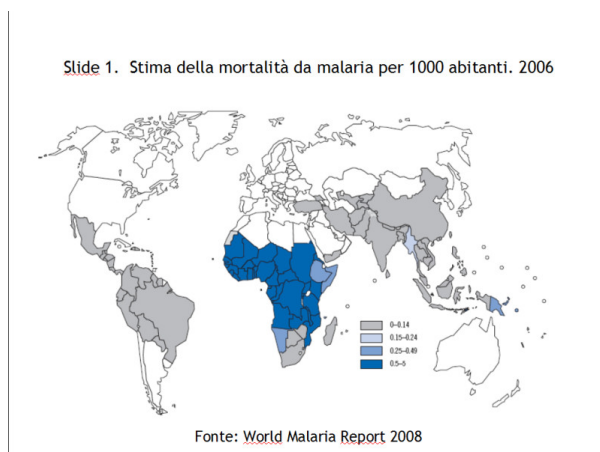 Slide 1. Stima della mortalità da malaria per 1000 abitanti. 2006
0–0.14
0.15–0.24
0.25–0.49
0.5–5
Fonte: World Malaria Report 2008